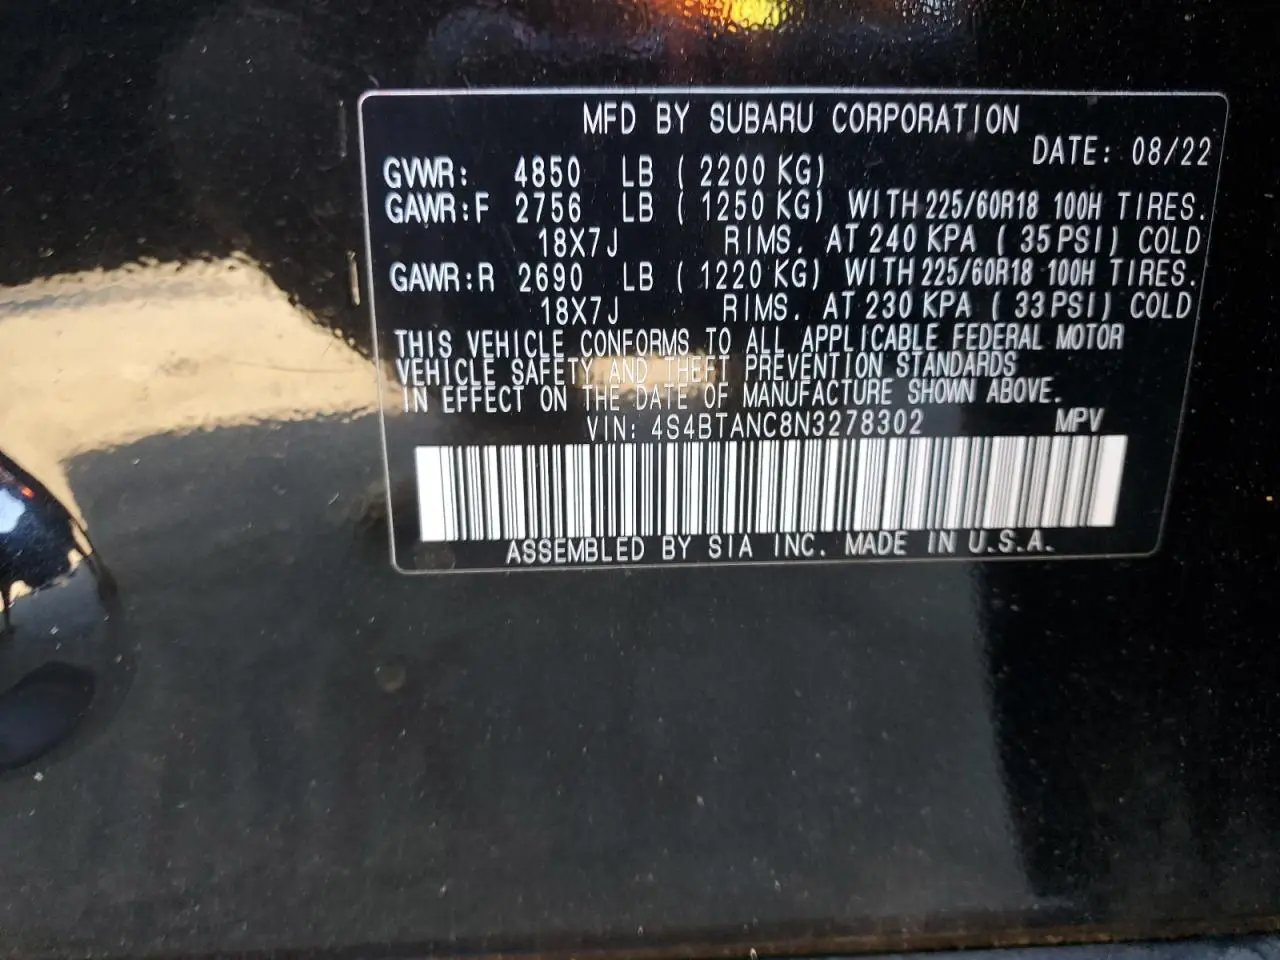 MFD BY SUBARU CORPORATION
DATE: 08/22
GVWR: 4850 LB ( 2200 KG)
GAWR:F 2756 LB ( 1250 KG) WITH 225/60R18 100H TIRES.
18X7J RIMS. AT 240 KPA ( 35 PSI) COLD
GAWR:R 2690 LB ( 1220 KG) WITH 225/60R18 100H TIRES.
18X7J RIMS. AT 230 KPA ( 33 PSI) COLD
THIS VEHICLE CONFORMS TO ALL APPLICABLE FEDERAL MOTOR
VEHICLE SAFETY AND THEFT PREVENTION STANDARDS
IN EFFECT ON THE DATE OF MANUFACTURE SHOWN ABOVE.
VIN: 4S4BTANC8N3278302 MPV
ASSEMBLED BY SIA INC. MADE IN U.S.A.